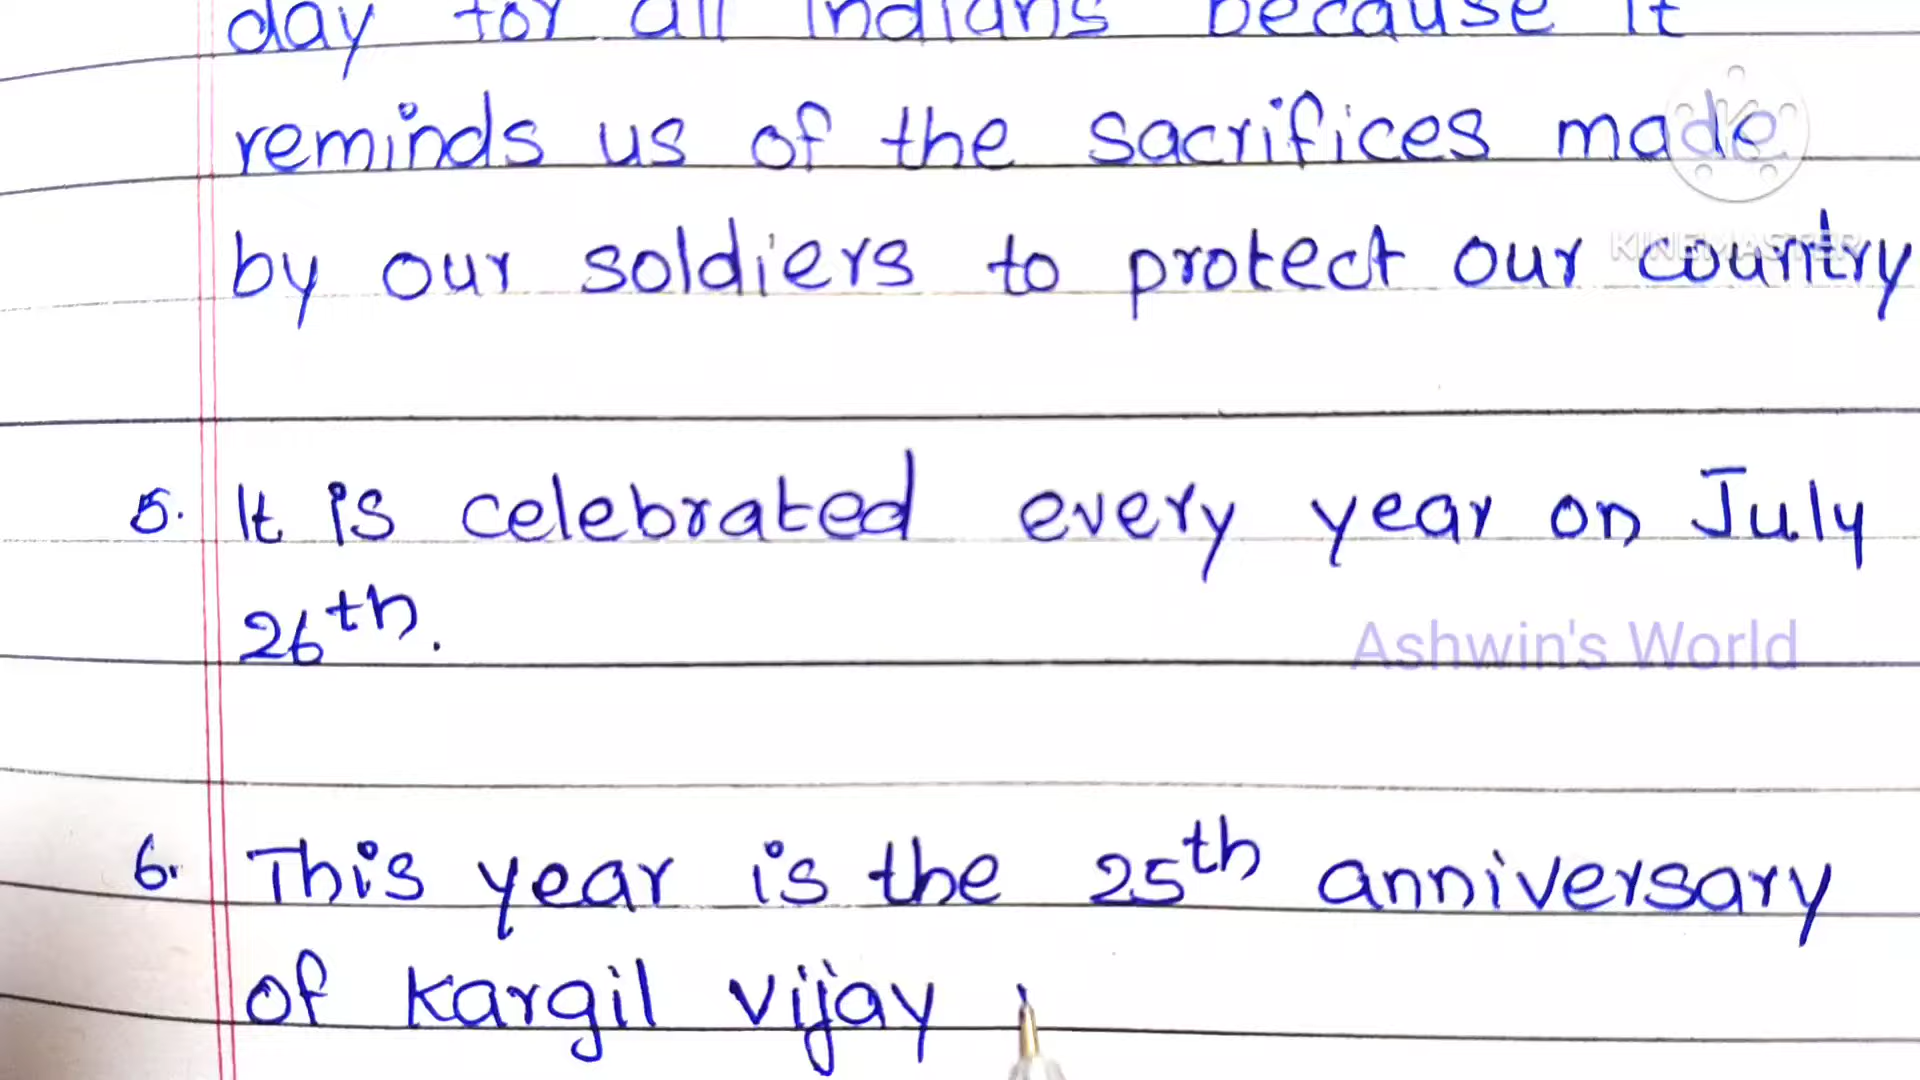 day for all Indians because it
reminds us of the sacrifices made
by our soldiers to protect our country
5. It is celebrated every year on July
26th.
6. This year is the 25th anniversary
of Kargil vijay
KINEMASTER
Ashwin's World